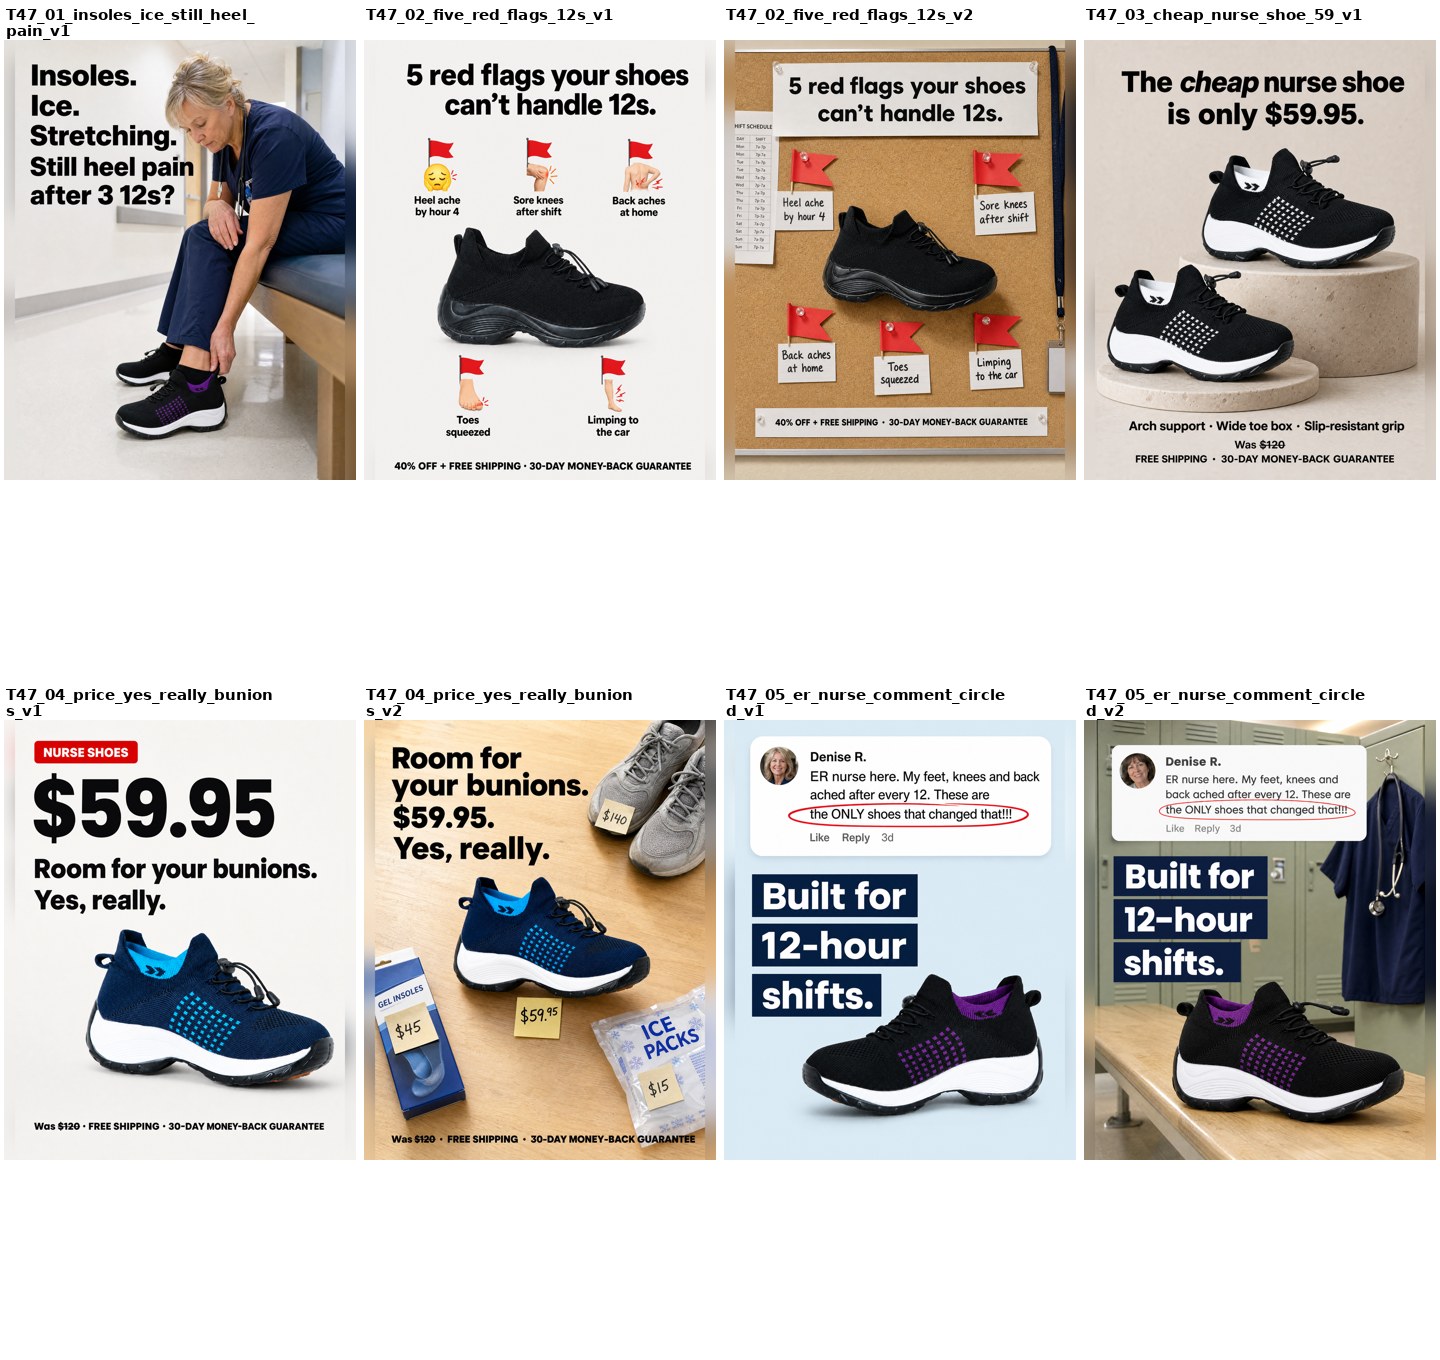 T47_01_insoles_ice_still_heel_
pain_v1
Insoles.
Ice.
Stretching.
Still heel pain
after 3 12s?
T47_02_five_red_flags_12s_v1
5 red flags your shoes
can't handle 12s.
Heel ache
by hour 4
Sore knees
after shift
Back aches
at home
Toes
squeezed
Limping to
the car
40% OFF + FREE SHIPPING · 30-DAY MONEY-BACK GUARANTEE
T47_02_five_red_flags_12s_v2
5 red flags your shoes
can't handle 12s.
Heel ache
by hour 4
Sore knees
after shift
Back aches
at home
Toes
squeezed
Limping
to the car
40% OFF + FREE SHIPPING · 30-DAY MONEY-BACK GUARANTEE
T47_03_cheap_nurse_shoe_59_v1
The cheap nurse shoe
is only $59.95.
Arch support · Wide toe box · Slip-resistant grip
Was $120
FREE SHIPPING · 30-DAY MONEY-BACK GUARANTEE
T47_04_price_yes_really_bunion
s_v1
NURSE SHOES
$59.95
Room for your bunions.
Yes, really.
Was $120 · FREE SHIPPING · 30-DAY MONEY-BACK GUARANTEE
T47_04_price_yes_really_bunion
s_v2
Room for
your bunions.
$59.95.
Yes, really.
$140
GEL INSOLES
$45
$59.95
ICE
PACKS
$15
Was $120 · FREE SHIPPING · 30-DAY MONEY-BACK GUARANTEE
T47_05_er_nurse_comment_circle
d_v1
Denise R.
ER nurse here. My feet, knees and back
ached after every 12. These are
the ONLY shoes that changed that!!!
Like Reply 3d
Built for
12-hour
shifts.
T47_05_er_nurse_comment_circle
d_v2
Denise R.
ER nurse here. My feet, knees and
back ached after every 12. These are
the ONLY shoes that changed that!!!
Like Reply 3d
Built for
12-hour
shifts.